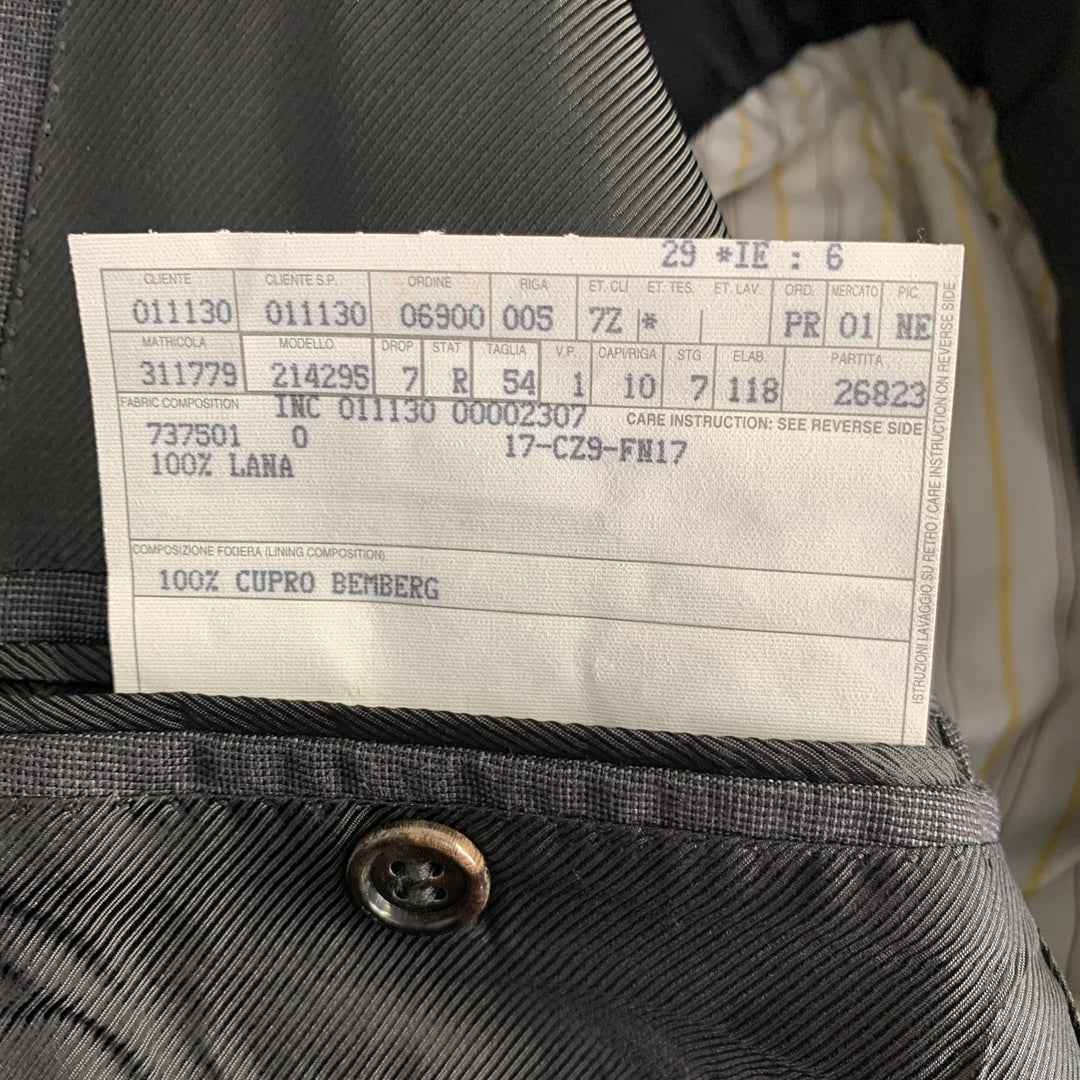 29 *IE : 6
CLIENTE CLIENTE S.P. ORDINE RIGA ET. CLI ET. TES. ET. LAV. ORD. MERCATO PIC
011130 011130 06900 005 7Z * PR 01 NE
MATRICOLA MODELLO DROP STAT TAGLIA V.P. CAPI/RIGA STG ELAB. PARTITA
311779 214295 7 R 54 1 10 7 118 26823
FABRIC COMPOSITION INC 011130 00002307 CARE INSTRUCTION: SEE REVERSE SIDE
737501 0 17-CZ9-FN17
100% LANA
COMPOSIZIONE FODERA (LINING COMPOSITION)
100% CUPRO BEMBERG
ISTRUZIONI LAVAGGIO SU RETRO / CARE INSTRUCTION ON REVERSE SIDE